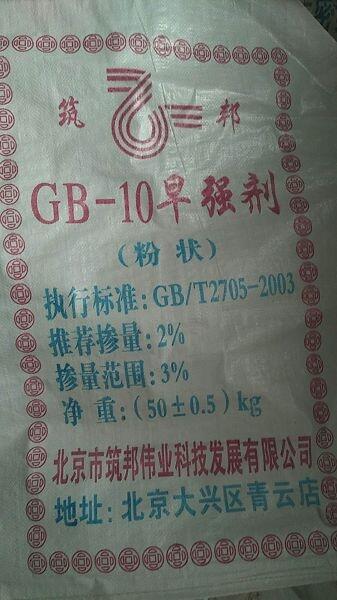 筑 邦
GB-10早强剂
(粉 状)
执行标准:GB/T2705-2003
推荐掺量:2%
掺量范围:3%
净 重:(50±0.5)kg
北京市筑邦伟业科技发展有限公司
地址:北京大兴区青云店